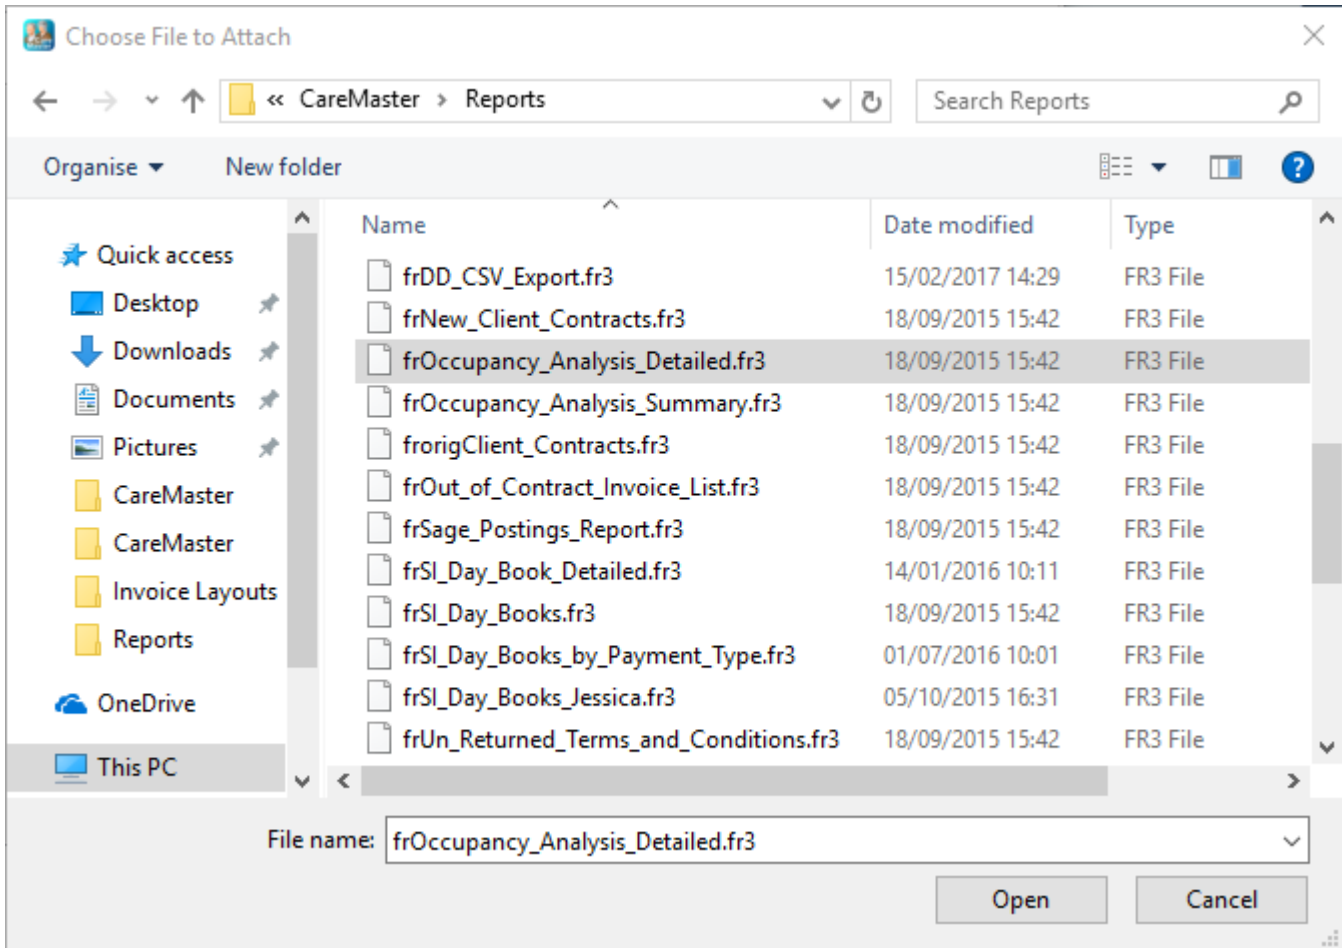 Choose File to Attach
« CareMaster > Reports
Search Reports
Organise
New folder
?
Name
Date modified
Type
Quick access
Desktop
Downloads
Documents
Pictures
CareMaster
CareMaster
Invoice Layouts
Reports
OneDrive
This PC
frDD_CSV_Export.fr3 15/02/2017 14:29 FR3 File
frNew_Client_Contracts.fr3 18/09/2015 15:42 FR3 File
frOccupancy_Analysis_Detailed.fr3 18/09/2015 15:42 FR3 File
frOccupancy_Analysis_Summary.fr3 18/09/2015 15:42 FR3 File
frorigClient_Contracts.fr3 18/09/2015 15:42 FR3 File
frOut_of_Contract_Invoice_List.fr3 18/09/2015 15:42 FR3 File
frSage_Postings_Report.fr3 18/09/2015 15:42 FR3 File
frSI_Day_Book_Detailed.fr3 14/01/2016 10:11 FR3 File
frSI_Day_Books.fr3 18/09/2015 15:42 FR3 File
frSI_Day_Books_by_Payment_Type.fr3 01/07/2016 10:01 FR3 File
frSI_Day_Books_Jessica.fr3 05/10/2015 16:31 FR3 File
frUn_Returned_Terms_and_Conditions.fr3 18/09/2015 15:42 FR3 File
File name: frOccupancy_Analysis_Detailed.fr3
Open
Cancel